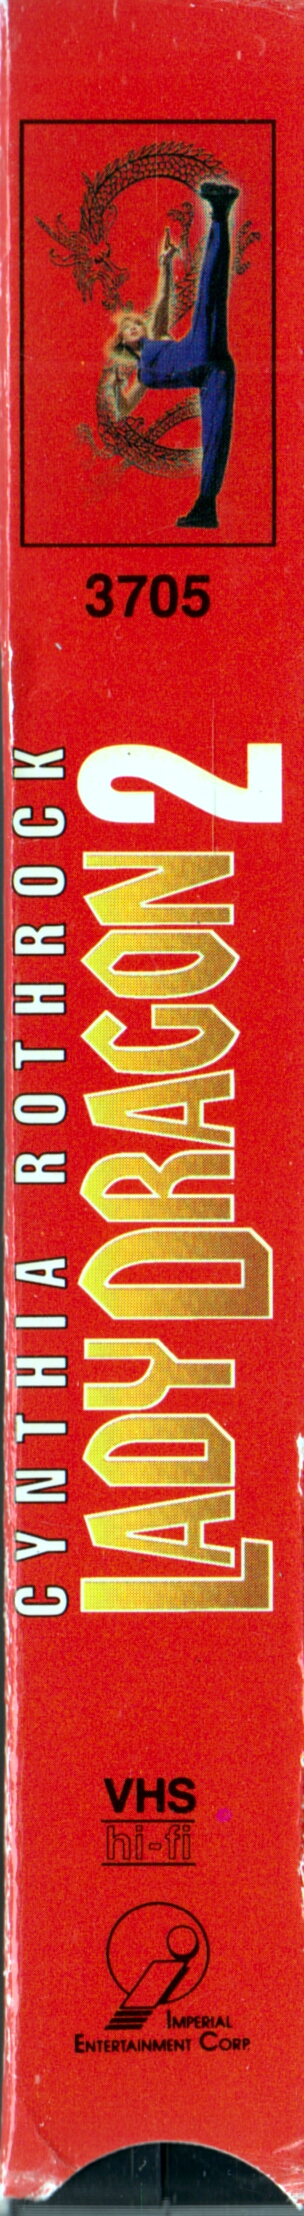 3705
CYNTHIA ROTHROCK
LADY DRAGON 2
VHS
hi-fi
IMPERIAL
ENTERTAINMENT CORP.